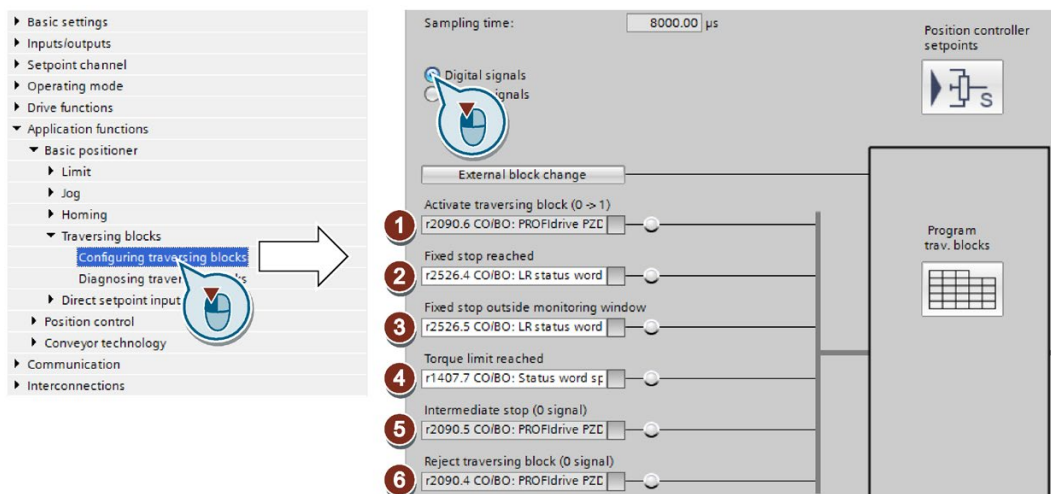 Basic settings
Inputs/outputs
Setpoint channel
Operating mode
Drive functions
Application functions
Basic positioner
Limit
Jog
Homing
Traversing blocks
Configuring traversing blocks
Diagnosing
Direct setpoint input
Position control
Conveyor technology
Communication
Interconnections
Sampling time: 8000.00 µs
Digital signals
Position controller
setpoints
S
External block change
Activate traversing block (0 -> 1)
1 r2090.6 CO/BO: PROFIdrive PZD
Fixed stop reached
2 r2526.4 CO/BO: LR status word
Fixed stop outside monitoring window
3 r2526.5 CO/BO: LR status word
Torque limit reached
4 r1407.7 CO/BO: Status word sp
Intermediate stop (0 signal)
5 r2090.5 CO/BO: PROFIdrive PZD
Reject traversing block (0 signal)
6 r2090.4 CO/BO: PROFIdrive PZD
Program
trav. blocks